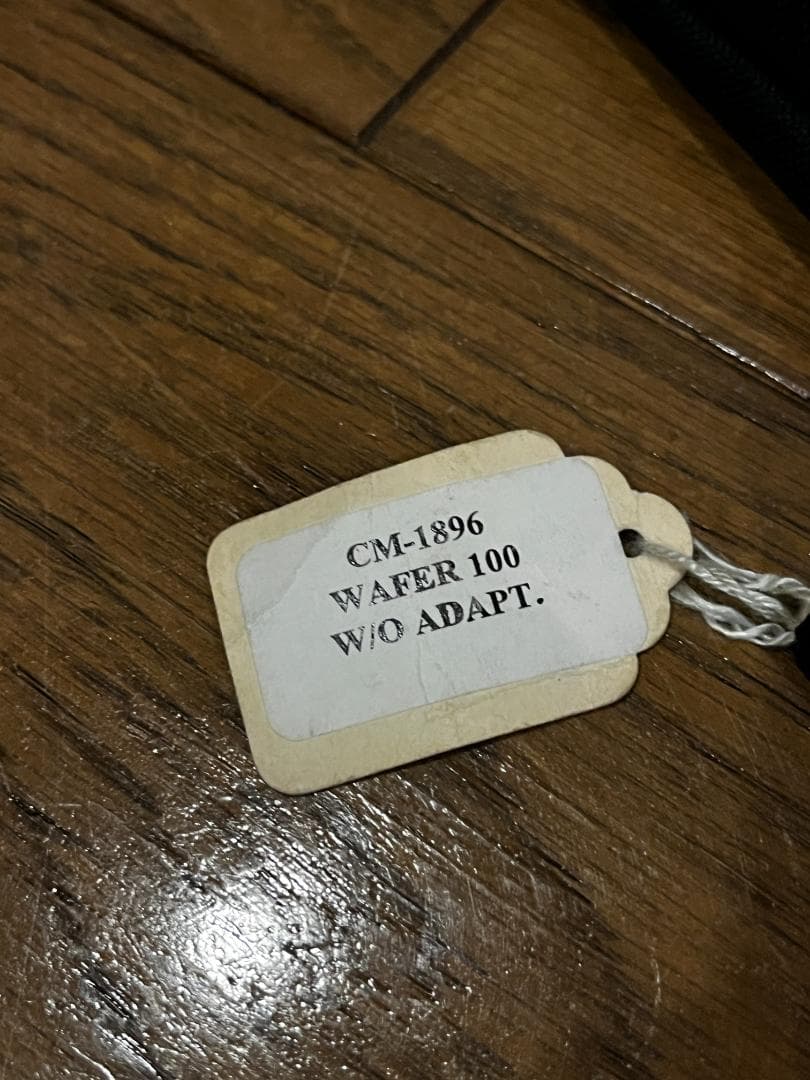 CM-1896
WAFER 100
W/O ADAPT.